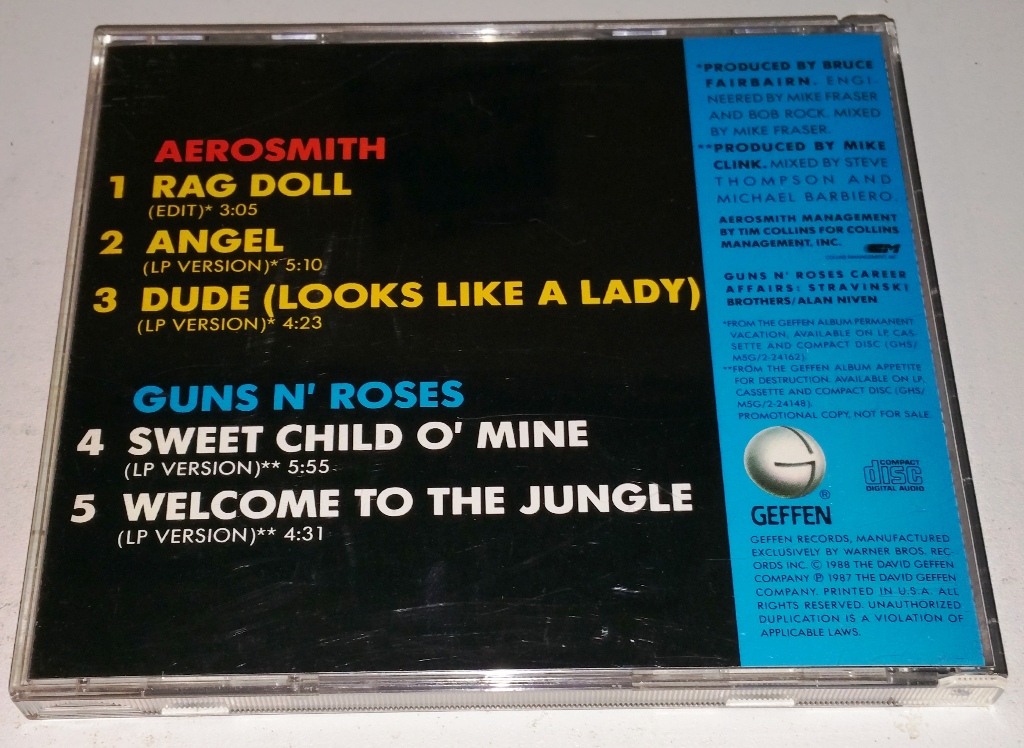 AEROSMITH
1 RAG DOLL
(EDIT)* 3:05
2 ANGEL
(LP VERSION)* 5:10
3 DUDE (LOOKS LIKE A LADY)
(LP VERSION)* 4:23
GUNS N' ROSES
4 SWEET CHILD O' MINE
(LP VERSION)** 5:55
5 WELCOME TO THE JUNGLE
(LP VERSION)** 4:31
*PRODUCED BY BRUCE
FAIRBAIRN. ENGI-
NEERED BY MIKE FRASER
AND BOB ROCK. MIXED
BY MIKE FRASER.
**PRODUCED BY MIKE
CLINK. MIXED BY STEVE
THOMPSON AND
MICHAEL BARBIERO.
AEROSMITH MANAGEMENT
BY TIM COLLINS FOR COLLINS
MANAGEMENT, INC.
GUNS N' ROSES CAREER
AFFAIRS: STRAVINSKI
BROTHERS/ALAN NIVEN
*FROM THE GEFFEN ALBUM PERMANENT
VACATION, AVAILABLE ON LP, CAS-
SETTE AND COMPACT DISC (GHS/
M5G/2-24162).
**FROM THE GEFFEN ALBUM APPETITE
FOR DESTRUCTION. AVAILABLE ON LP,
CASSETTE AND COMPACT DISC (GHS/
M5G/2-24148).
PROMOTIONAL COPY, NOT FOR SALE.
®
GEFFEN
COMPACT
disc
DIGITAL AUDIO
GEFFEN RECORDS, MANUFACTURED
EXCLUSIVELY BY WARNER BROS. REC-
ORDS INC. © 1988 THE DAVID GEFFEN
COMPANY ℗ 1987 THE DAVID GEFFEN
COMPANY. PRINTED IN U.S.A. ALL
RIGHTS RESERVED. UNAUTHORIZED
DUPLICATION IS A VIOLATION OF
APPLICABLE LAWS.